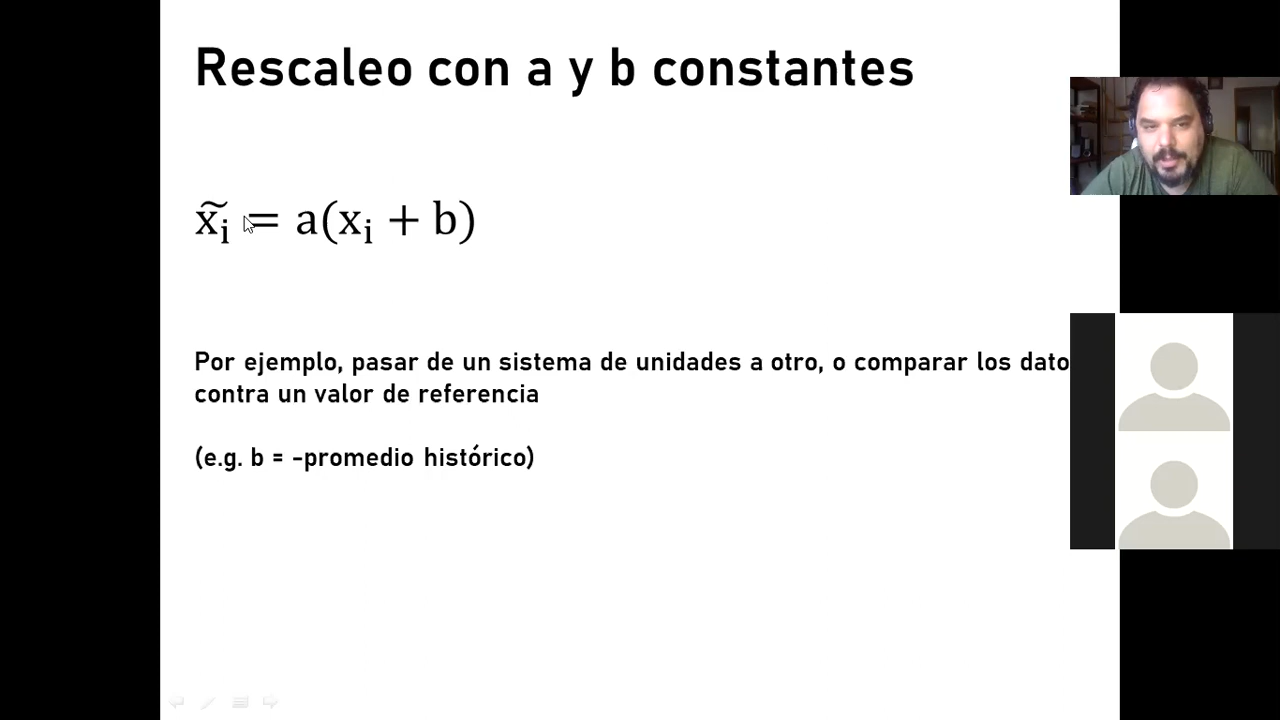 Rescaleo con a y b constantes
x̃ᵢ = a(xᵢ + b)
Por ejemplo, pasar de un sistema de unidades a otro, o comparar los dato
contra un valor de referencia
(e.g. b = -promedio histórico)